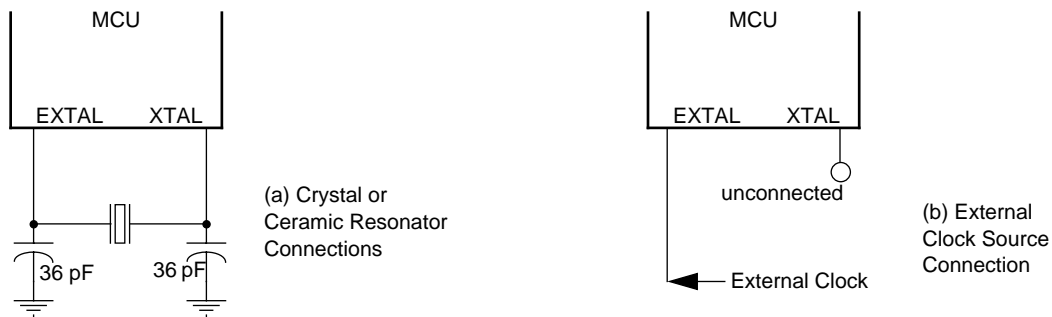 MCU
EXTAL XTAL
36 pF
36 pF
(a) Crystal or
Ceramic Resonator
Connections
MCU
EXTAL XTAL
unconnected
External Clock
(b) External
Clock Source
Connection